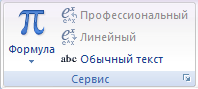 π
Формула
Профессиональный
Линейный
abc Обычный текст
Сервис